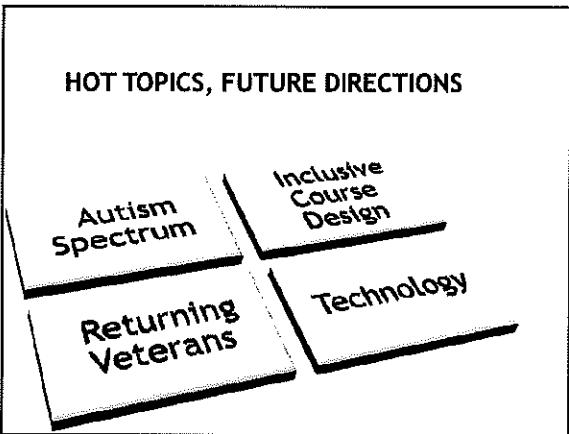 HOT TOPICS, FUTURE DIRECTIONS
Autism
Spectrum
Inclusive
Course
Design
Returning
Veterans
Technology